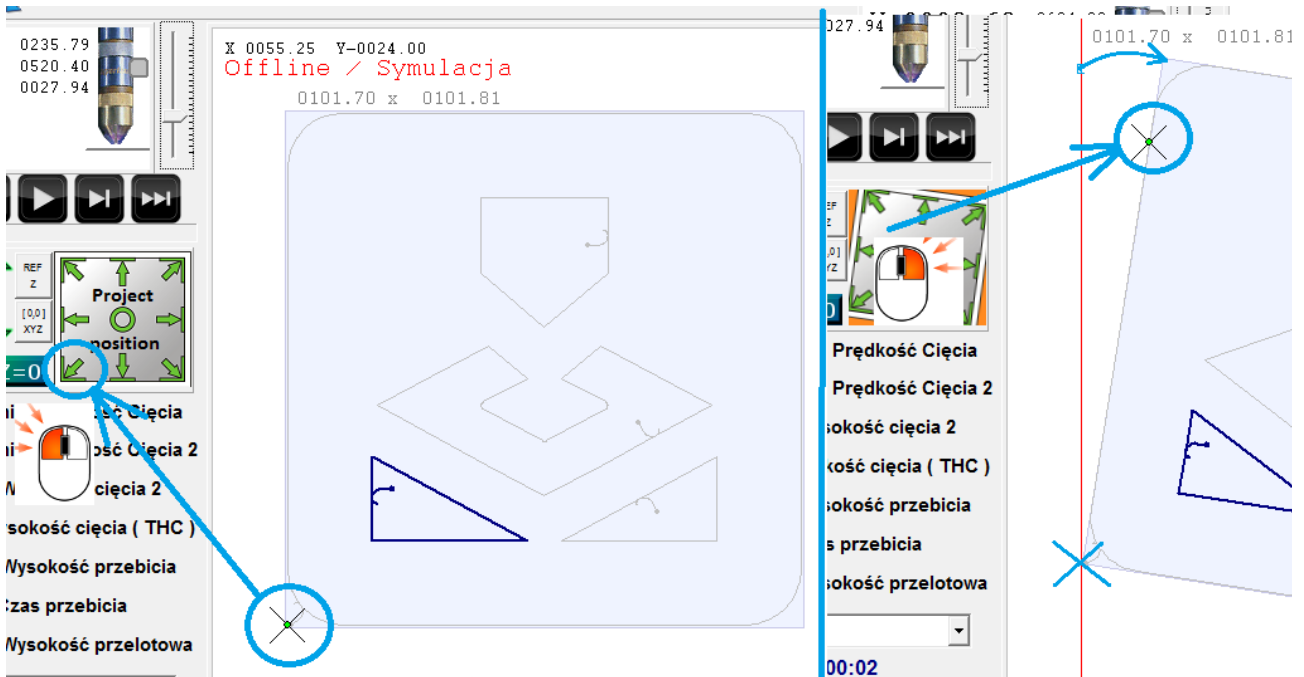 0235.79
0520.40
0027.94
X 0055.25 Y-0024.00
Offline / Symulacja
0101.70 x 0101.81
REF
Z
[0,0]
XYZ
Project
position
Z=0
Cięcia
ość Cięcia 2
cięcia 2
sokość cięcia ( THC )
Wysokość przebicia
Czas przebicia
Wysokość przelotowa
027.94
0101.70 x 0101.81
Prędkość Cięcia
Prędkość Cięcia 2
sokość cięcia 2
kość cięcia ( THC )
sokość przebicia
s przebicia
sokość przelotowa
00:02